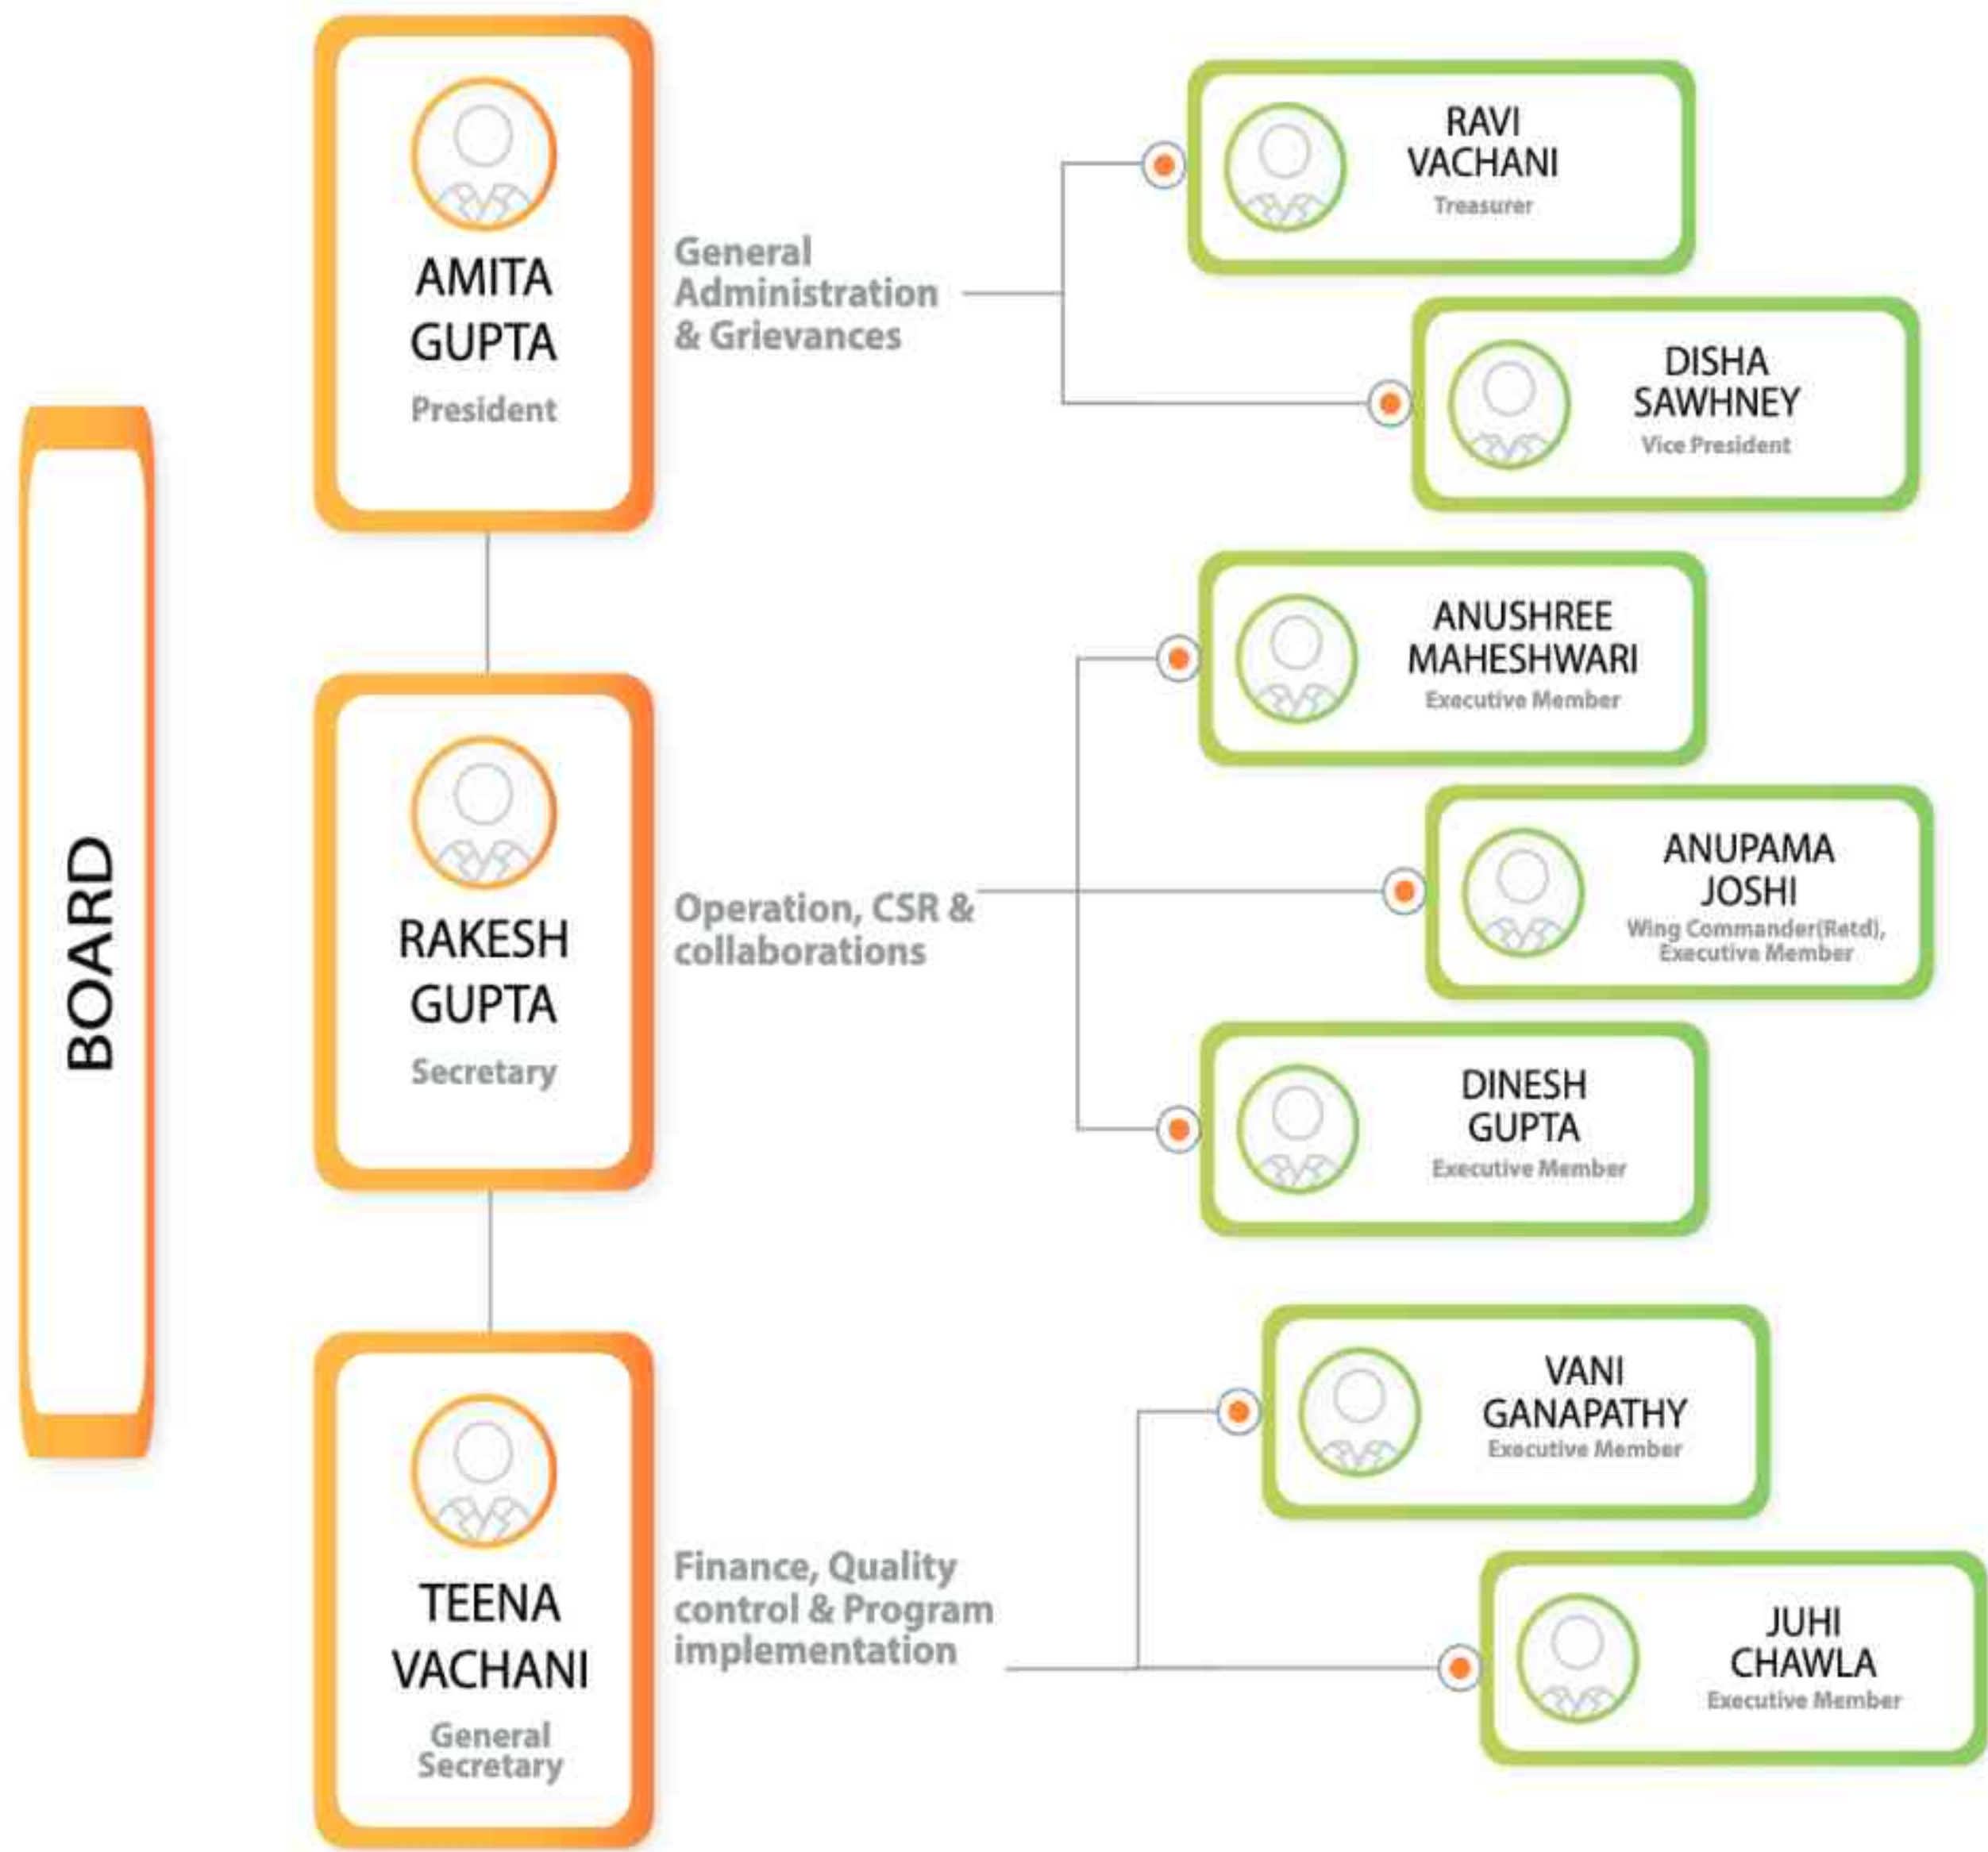 BOARD
AMITA
GUPTA
President
General
Administration
& Grievances
RAVI
VACHANI
Treasurer
DISHA
SAWHNEY
Vice President
RAKESH
GUPTA
Secretary
Operation, CSR &
collaborations
ANUSHREE
MAHESHWARI
Executive Member
ANUPAMA
JOSHI
Wing Commander(Retd),
Executive Member
DINESH
GUPTA
Executive Member
TEENA
VACHANI
General
Secretary
Finance, Quality
control & Program
implementation
VANI
GANAPATHY
Executive Member
JUHI
CHAWLA
Executive Member